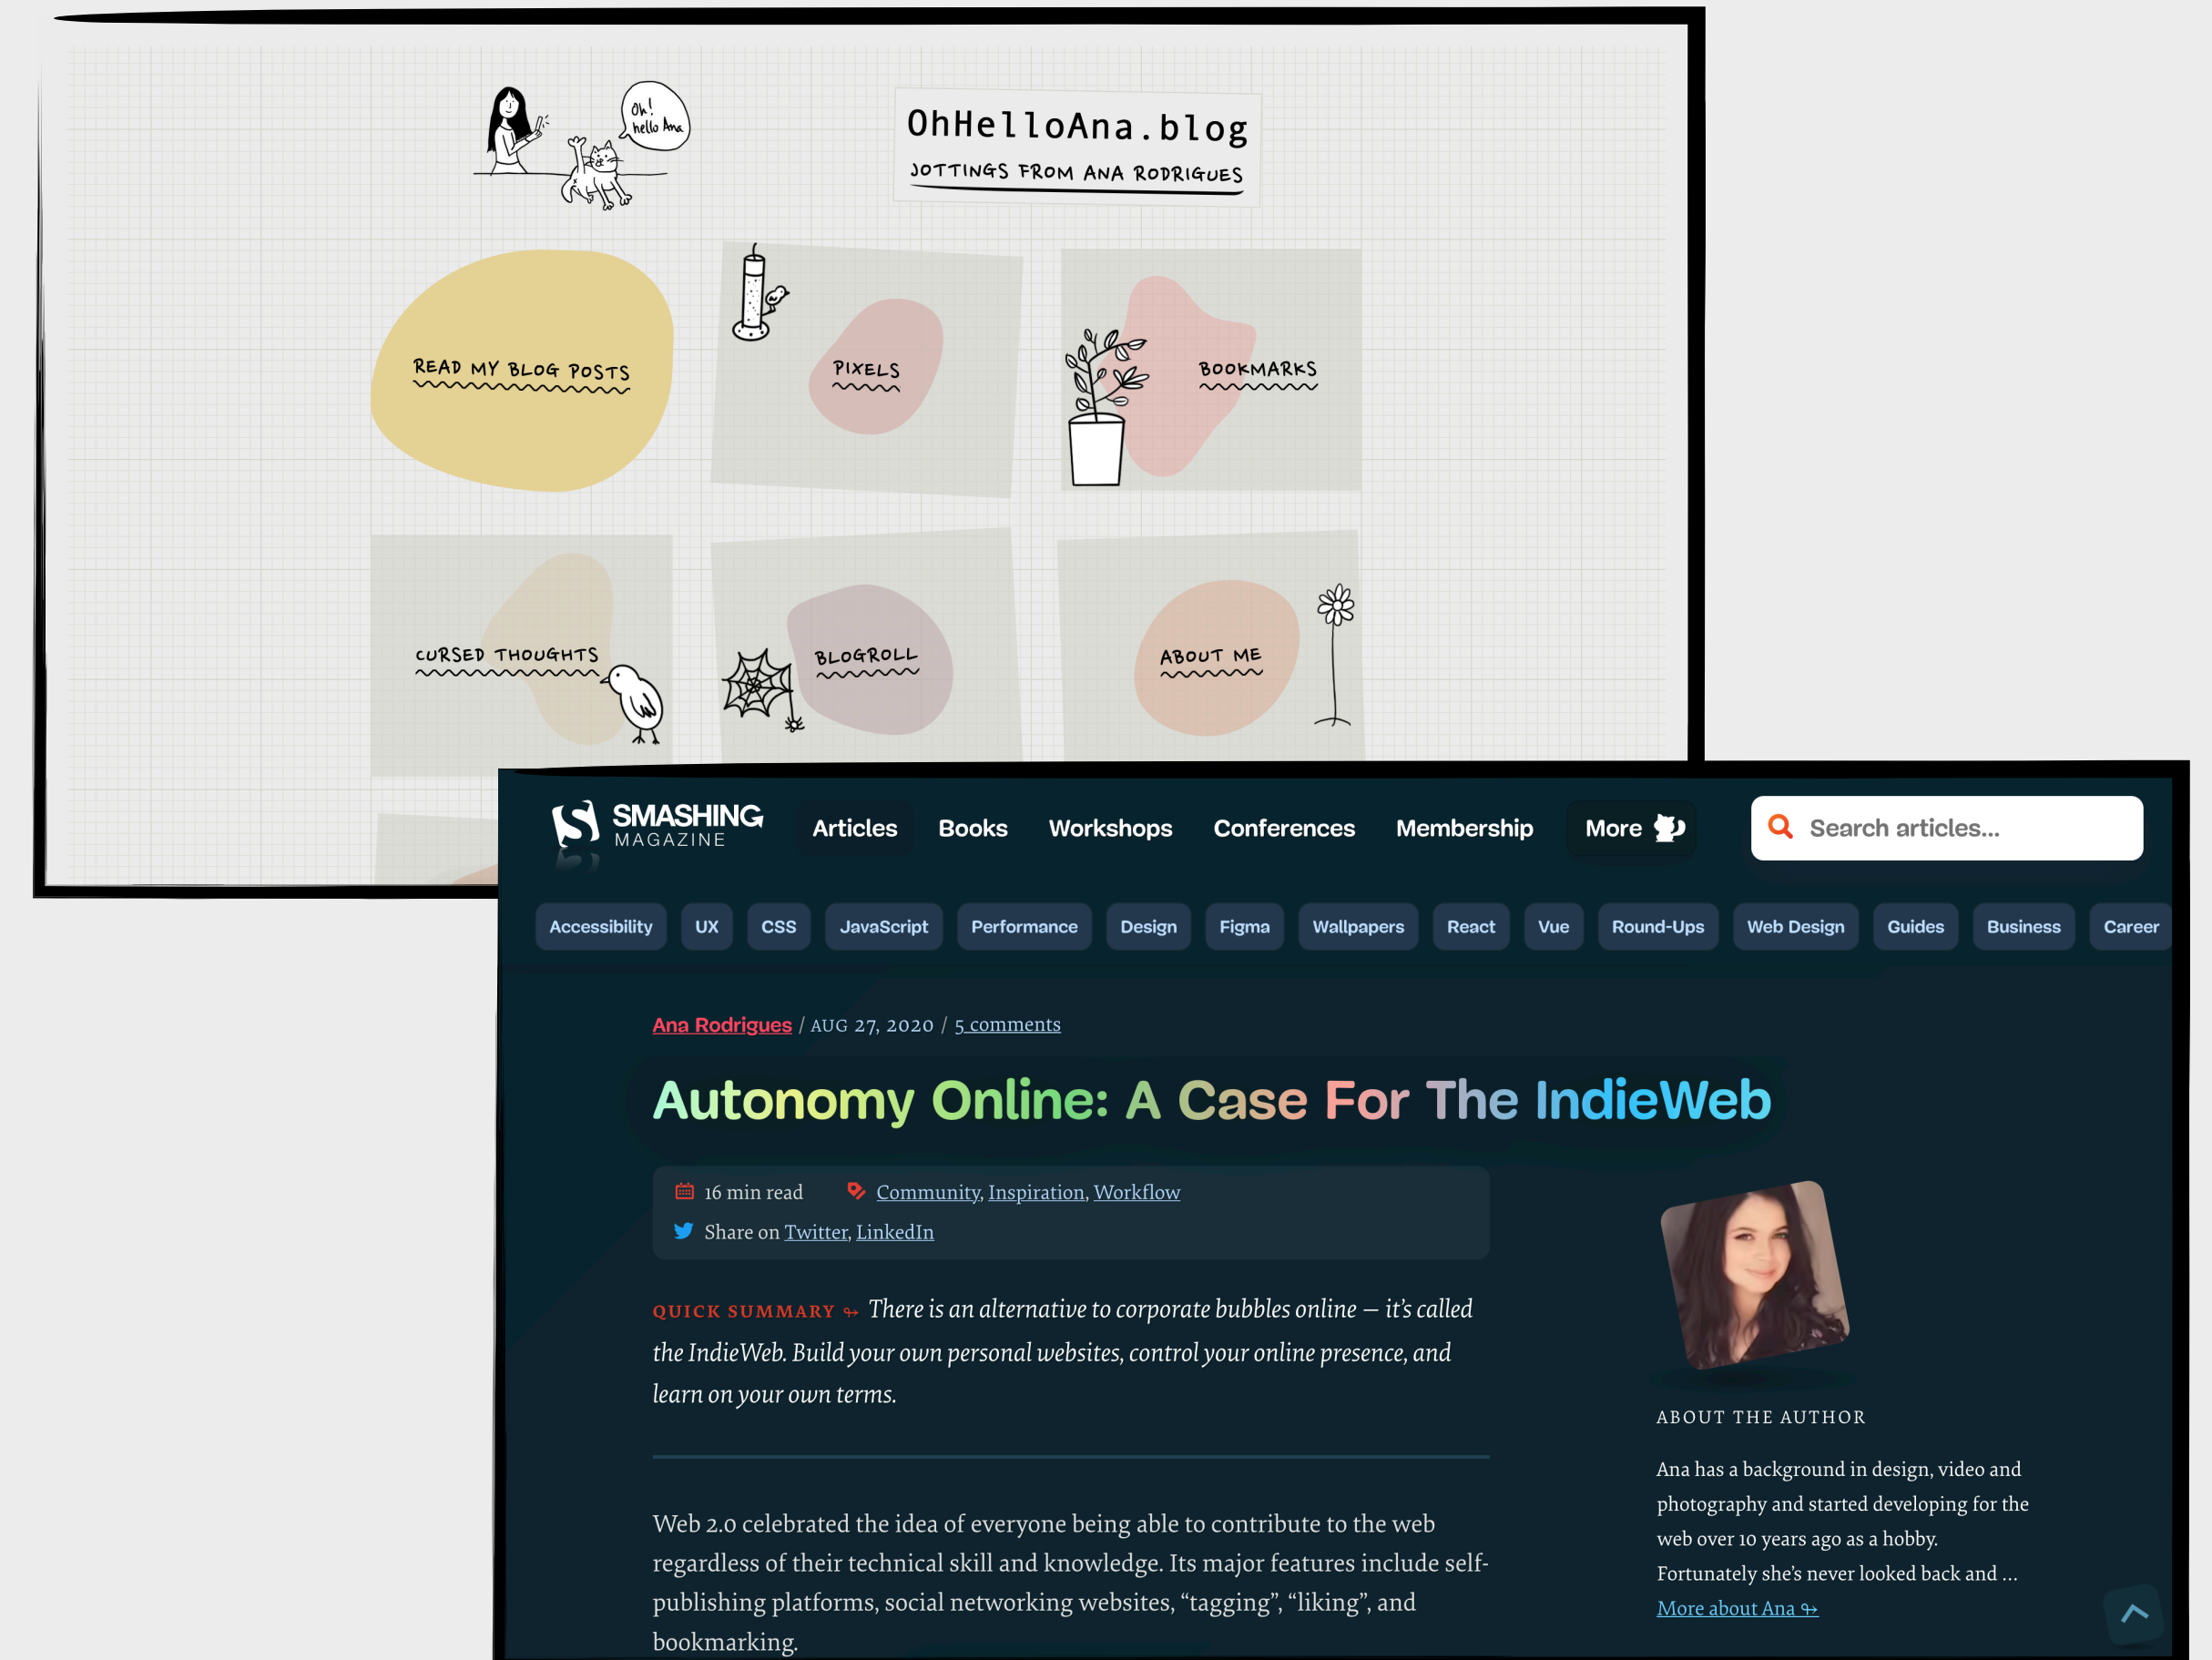 Oh!
hello Ana
OhHelloAna.blog
JOTTINGS FROM ANA RODRIGUES
READ MY BLOG POSTS
PIXELS
BOOKMARKS
CURSED THOUGHTS
BLOGROLL
ABOUT ME
SMASHING
MAGAZINE
Articles Books Workshops Conferences Membership More Search articles...
Accessibility UX CSS JavaScript Performance Design Figma Wallpapers React Vue Round-Ups Web Design Guides Business Career
Ana Rodrigues / AUG 27, 2020 / 5 comments
Autonomy Online: A Case For The IndieWeb
16 min read Community, Inspiration, Workflow
Share on Twitter, LinkedIn
QUICK SUMMARY ↬ There is an alternative to corporate bubbles online — it’s called
the IndieWeb. Build your own personal websites, control your online presence, and
learn on your own terms.
Web 2.0 celebrated the idea of everyone being able to contribute to the web
regardless of their technical skill and knowledge. Its major features include self-
publishing platforms, social networking websites, “tagging”, “liking”, and
bookmarking.
ABOUT THE AUTHOR
Ana has a background in design, video and
photography and started developing for the
web over 10 years ago as a hobby.
Fortunately she’s never looked back and …
More about Ana ↬